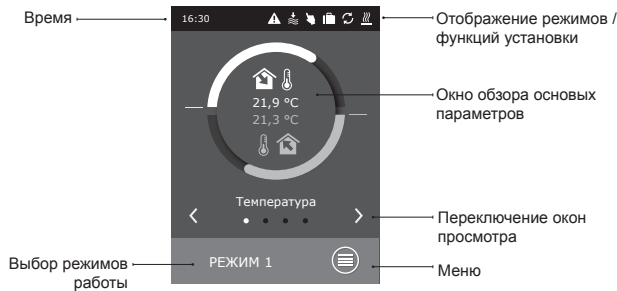 Время
16:30
Отображение режимов /
функций установки
21,9 °C
21,3 °C
Окно обзора основых
параметров
Температура
Переключение окон
просмотра
Выбор режимов
работы
РЕЖИМ 1
Меню